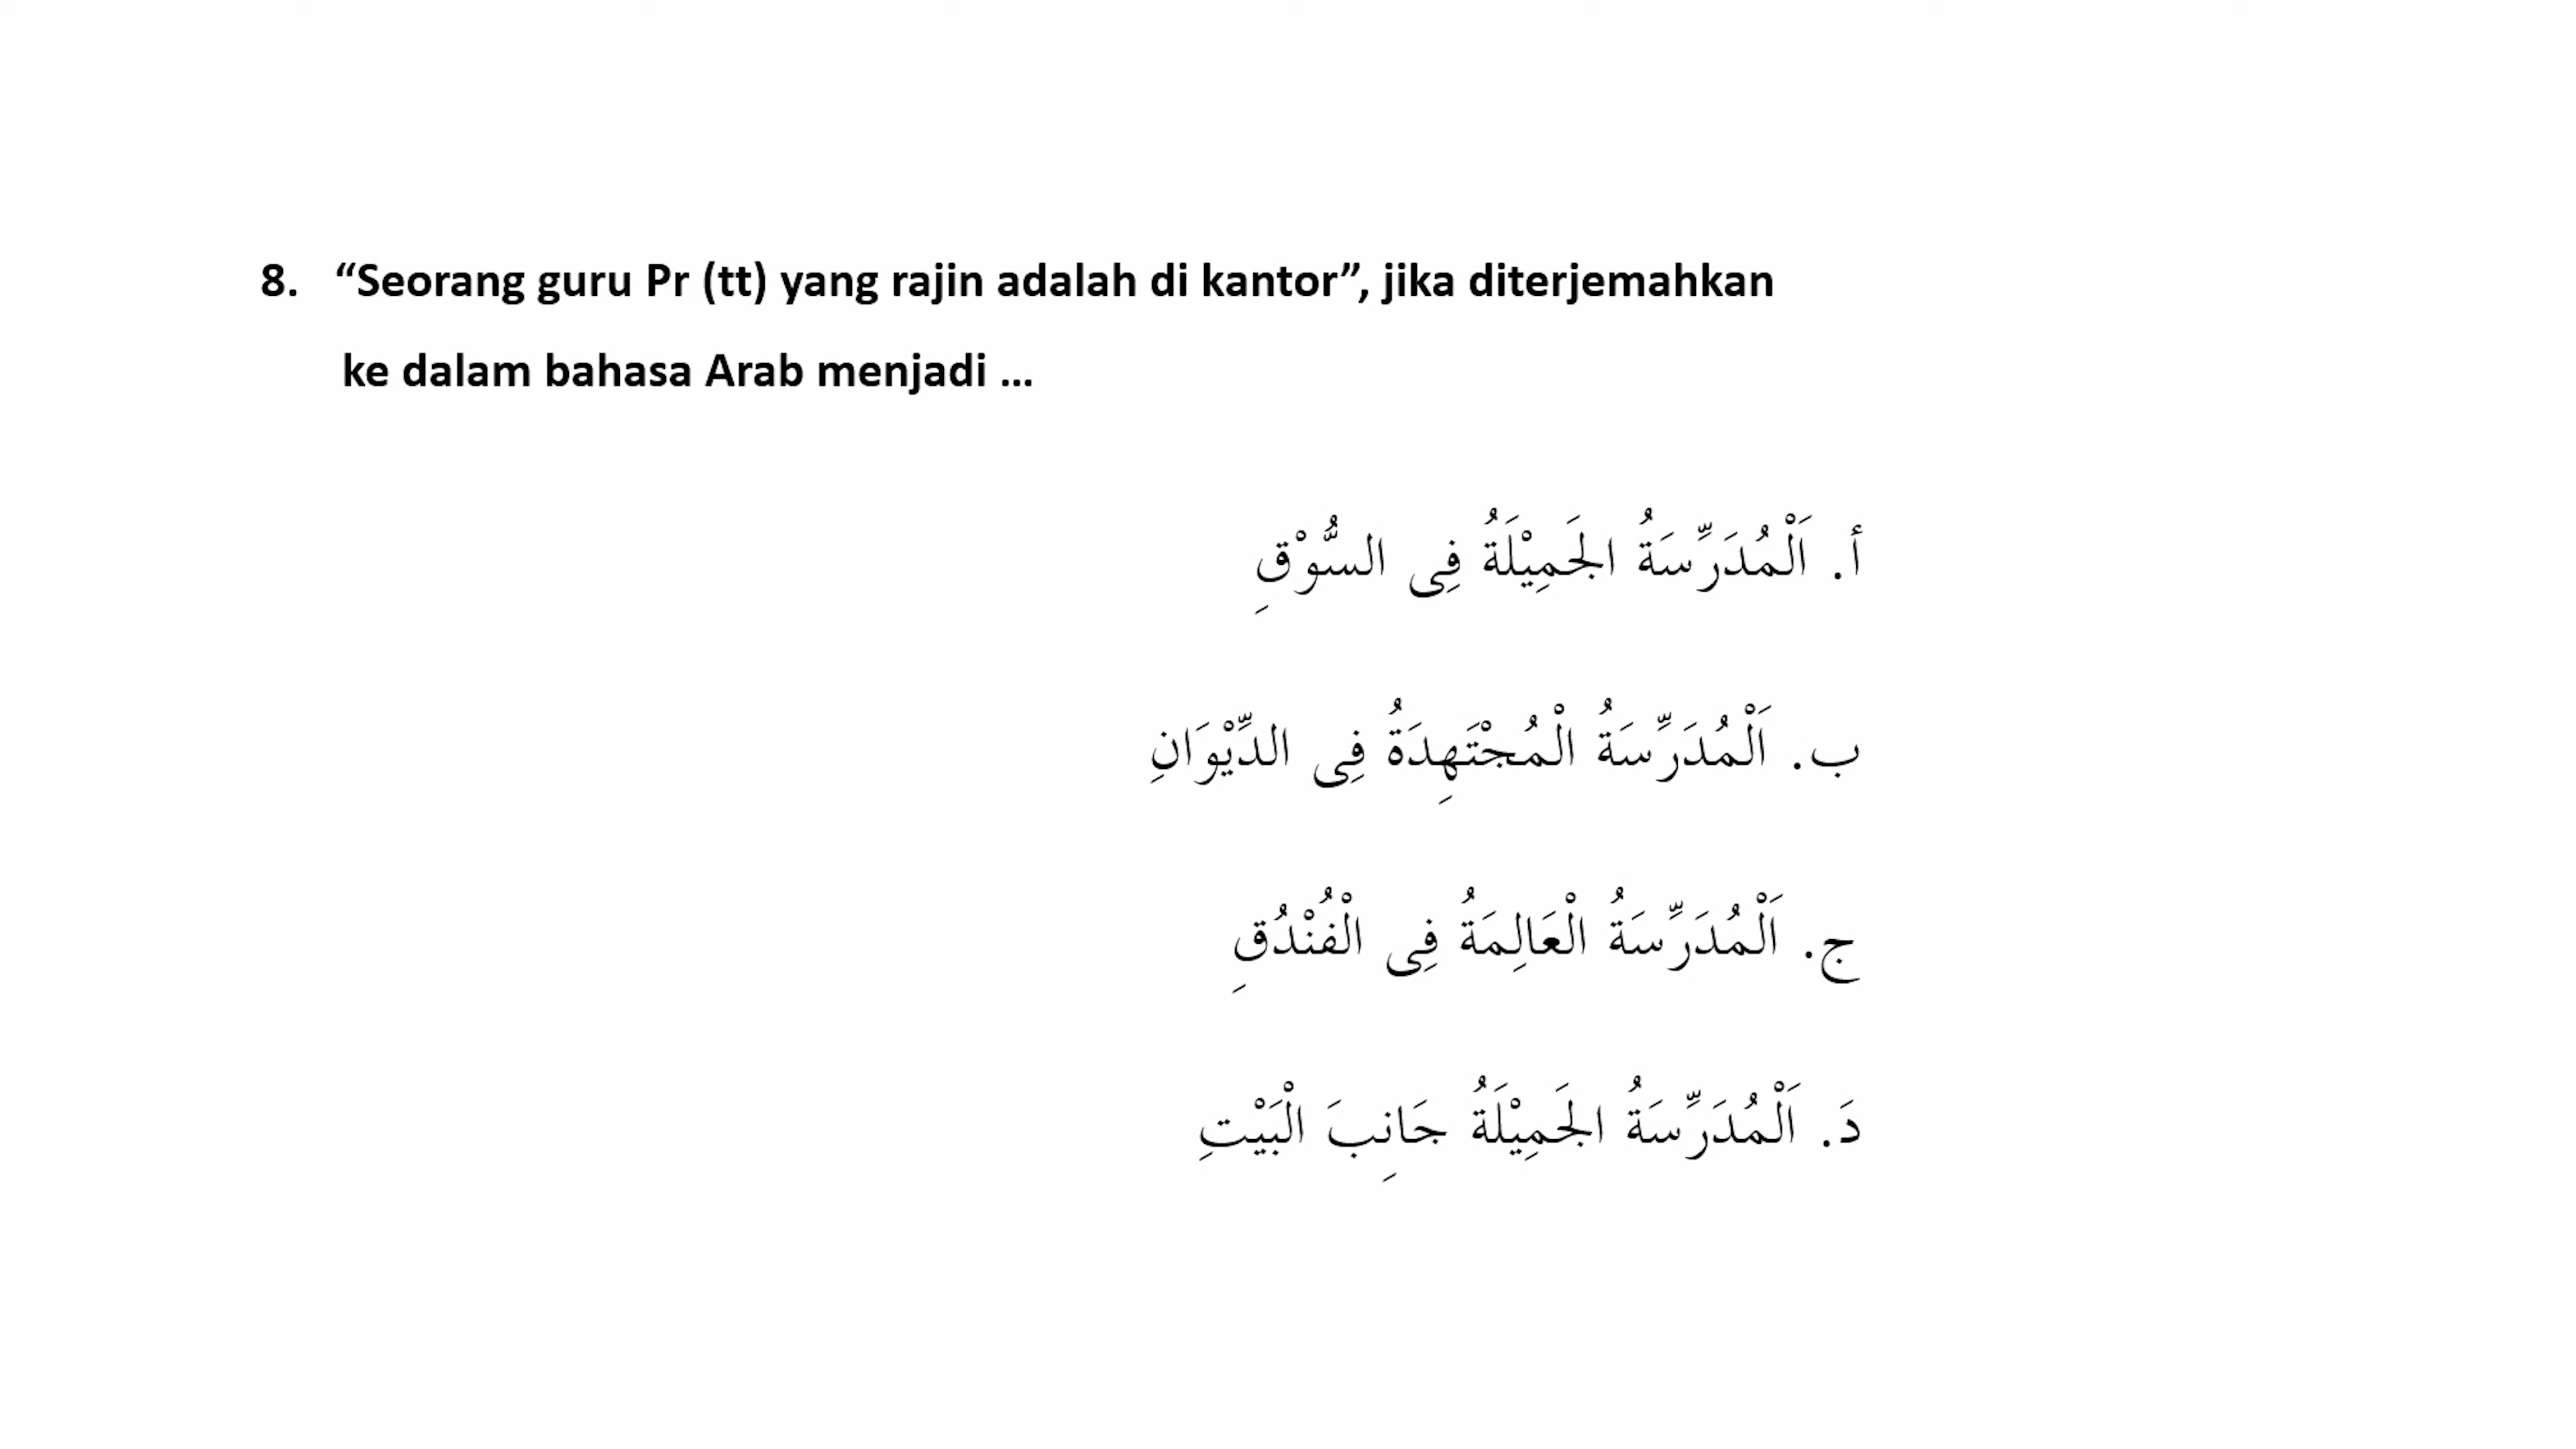 8. “Seorang guru Pr (tt) yang rajin adalah di kantor”, jika diterjemahkan
ke dalam bahasa Arab menjadi ...
أ. اَلْمُدَرِّسَةُ الجَمِيْلَةُ فِى السُّوْقِ
ب. اَلْمُدَرِّسَةُ الْمُجْتَهِدَةُ فِى الدِّيْوَانِ
ج. اَلْمُدَرِّسَةُ الْعَالِمَةُ فِى الْفُنْدُقِ
دَ. اَلْمُدَرِّسَةُ الجَمِيْلَةُ جَانِبَ الْبَيْتِ